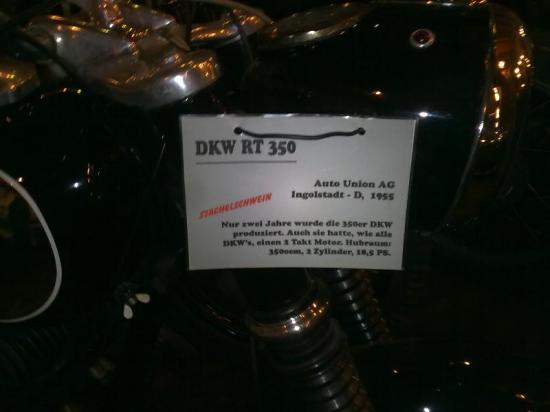 DKW RT 350
Auto Union AG
Ingolstadt - D, 1955
STACHELSCHWEIN
Nur zwei Jahre wurde die 350er DKW
produziert. Auch sie hatte, wie alle
DKW's, einen 2 Takt Motor. Hubraum:
350ccm, 2 Zylinder, 18,5 PS.